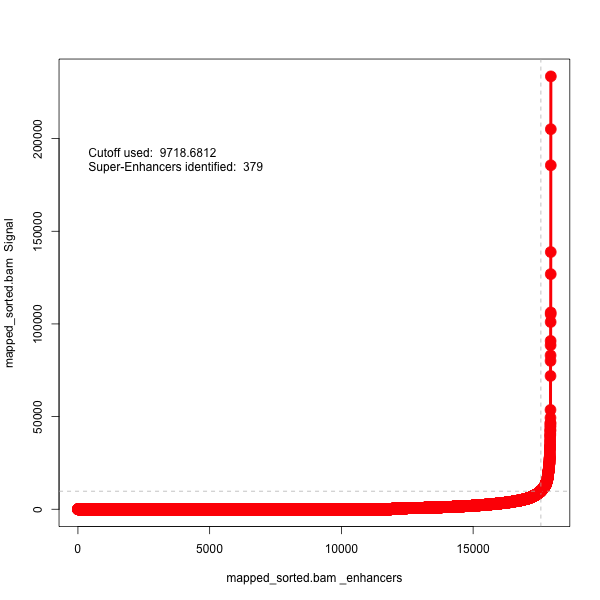 Cutoff used:  9718.6812
Super-Enhancers identified:  379
mapped_sorted.bam  Signal
200000
150000
100000
50000
0
0 5000 10000 15000
mapped_sorted.bam _enhancers